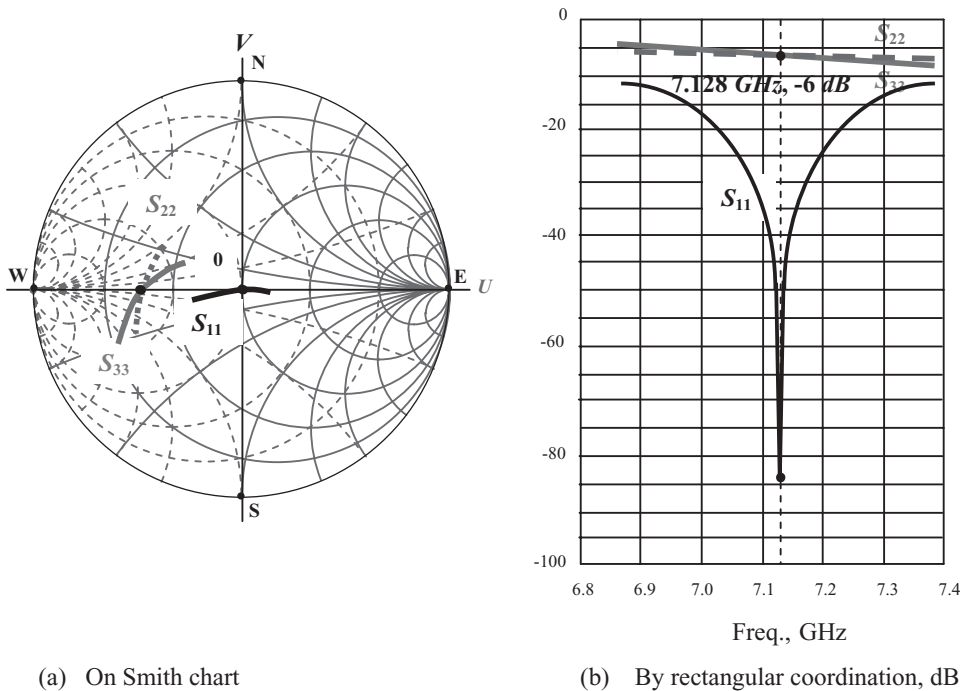 V
N
S22
0
W
E
U
S11
S33
S
(a) On Smith chart
0
-20
-40
-60
-80
-100
S22
S33
7.128 GHz, -6 dB
S11
6.8 6.9 7.0 7.1 7.2 7.3 7.4
Freq., GHz
(b) By rectangular coordination, dB